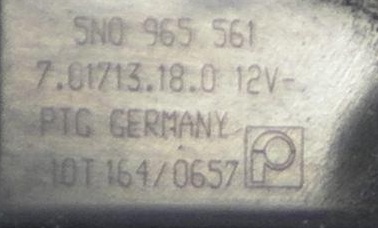 5N0 965 561
7.01713.18.0 12V-
PTG GERMANY
10T 164/0657